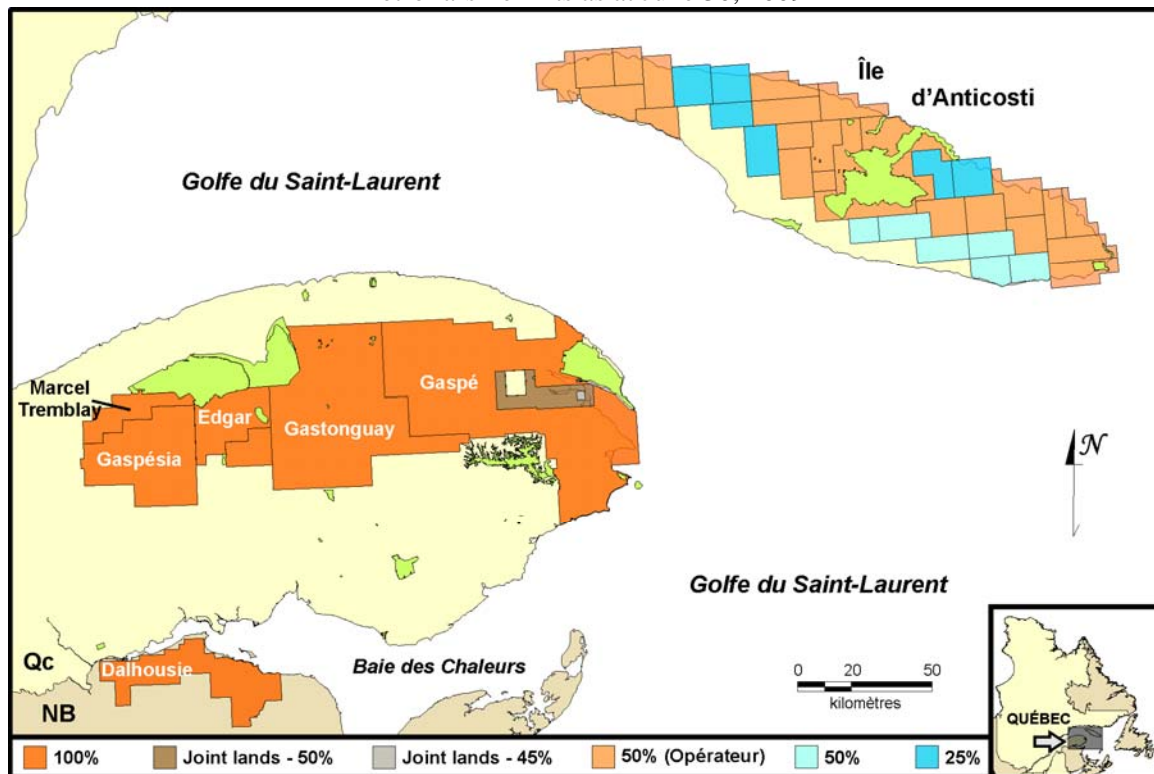 Île
d'Anticosti
Golfe du Saint-Laurent
Marcel
Tremblay
Edgar
Gaspé
Gastonguay
Gaspésia
N
Golfe du Saint-Laurent
Qc
Dalhousie
Baie des Chaleurs
NB
0 20 50
kilomètres
QUÉBEC
100%
Joint lands - 50%
Joint lands - 45%
50% (Opérateur)
50%
25%